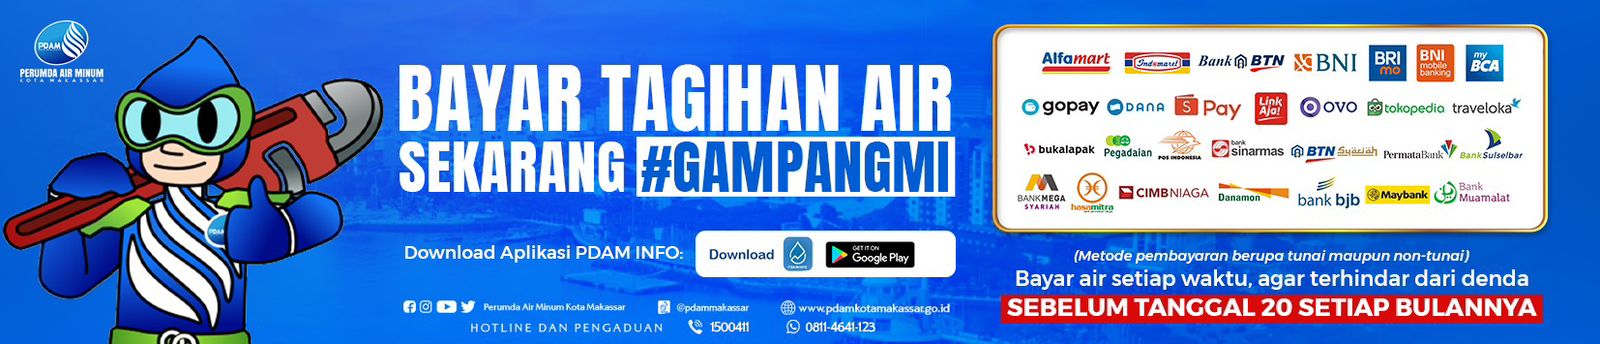 PDAM
PERUMDA AIR MINUM
KOTA MAKASSAR
PDAM
BAYAR TAGIHAN AIR
SEKARANG #GAMPANGMI
Download Aplikasi PDAM INFO:
Download
GET IT ON
Google Play
Perumda Air Minum Kota Makassar
@pdammakassar
www.pdamkotamakassar.go.id
HOTLINE DAN PENGADUAN
1500411
0811-4641-123
Alfamart
Indomaret
Bank BTN
BNI
BRI
mo
BNI
mobile
banking
my
BCA
gopay
DANA
S Pay
Link
Aja!
OVO
tokopedia
traveloka
bukalapak
Pegadaian
POS INDONESIA
bank
sinarmas
BTN Syariah
PermataBank
Bank Sulselbar
BANK MEGA
SYARIAH
hasamitra
CIMB NIAGA
Danamon
bank bjb
Maybank
Bank
Muamalat
(Metode pembayaran berupa tunai maupun non-tunai)
Bayar air setiap waktu, agar terhindar dari denda
SEBELUM TANGGAL 20 SETIAP BULANNYA